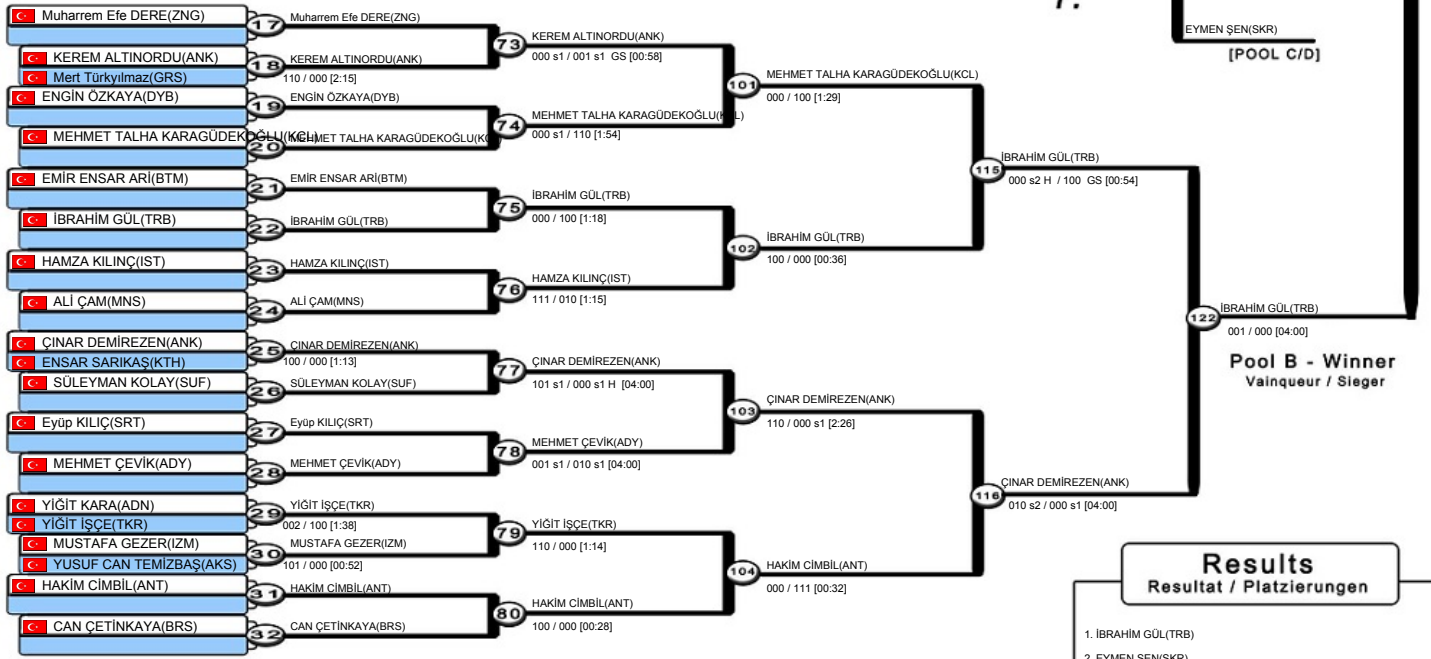 Muharrem Efe DERE(ZNG)
KEREM ALTINORDU(ANK)
Mert Türkyılmaz(GRS)
ENGİN ÖZKAYA(DYB)
MEHMET TALHA KARAGÜDEKOĞLU(KCL)
EMİR ENSAR ARİ(BTM)
İBRAHİM GÜL(TRB)
HAMZA KILINÇ(IST)
ALİ ÇAM(MNS)
ÇINAR DEMİREZEN(ANK)
ENSAR SARIKAŞ(KTH)
SÜLEYMAN KOLAY(SUF)
Eyüp KILIÇ(SRT)
MEHMET ÇEVİK(ADY)
YİĞİT KARA(ADN)
YİĞİT İŞÇE(TKR)
MUSTAFA GEZER(IZM)
YUSUF CAN TEMİZBAŞ(AKS)
HAKİM CİMBİL(ANT)
CAN ÇETİNKAYA(BRS)
17 Muharrem Efe DERE(ZNG)
18 KEREM ALTINORDU(ANK)
110 / 000 [2:15]
19 ENGİN ÖZKAYA(DYB)
20 MEHMET TALHA KARAGÜDEKOĞLU(KCL)
21 EMİR ENSAR ARİ(BTM)
22 İBRAHİM GÜL(TRB)
23 HAMZA KILINÇ(IST)
24 ALİ ÇAM(MNS)
25 ÇINAR DEMİREZEN(ANK)
100 / 000 [1:13]
26 SÜLEYMAN KOLAY(SUF)
27 Eyüp KILIÇ(SRT)
28 MEHMET ÇEVİK(ADY)
29 YİĞİT İŞÇE(TKR)
002 / 100 [1:38]
30 MUSTAFA GEZER(IZM)
101 / 000 [00:52]
31 HAKİM CİMBİL(ANT)
32 CAN ÇETİNKAYA(BRS)
73 KEREM ALTINORDU(ANK)
000 s1 / 001 s1 GS [00:58]
74 MEHMET TALHA KARAGÜDEKOĞLU(KCL)
000 s1 / 110 [1:54]
75 İBRAHİM GÜL(TRB)
000 / 100 [1:18]
76 HAMZA KILINÇ(IST)
111 / 010 [1:15]
77 ÇINAR DEMİREZEN(ANK)
101 s1 / 000 s1 H [04:00]
78 MEHMET ÇEVİK(ADY)
001 s1 / 010 s1 [04:00]
79 YİĞİT İŞÇE(TKR)
110 / 000 [1:14]
80 HAKİM CİMBİL(ANT)
100 / 000 [00:28]
101 MEHMET TALHA KARAGÜDEKOĞLU(KCL)
000 / 100 [1:29]
102 İBRAHİM GÜL(TRB)
100 / 000 [00:36]
103 ÇINAR DEMİREZEN(ANK)
110 / 000 s1 [2:26]
104 HAKİM CİMBİL(ANT)
000 / 111 [00:32]
115 İBRAHİM GÜL(TRB)
000 s2 H / 100 GS [00:54]
116 ÇINAR DEMİREZEN(ANK)
010 s2 / 000 s1 [04:00]
EYMEN ŞEN(SKR)
[POOL C/D]
122 İBRAHİM GÜL(TRB)
001 / 000 [04:00]
Pool B - Winner
Vainqueur / Sieger
Results
Resultat / Platzierungen
1. İBRAHİM GÜL(TRB)
2. EYMEN ŞEN(SKR)